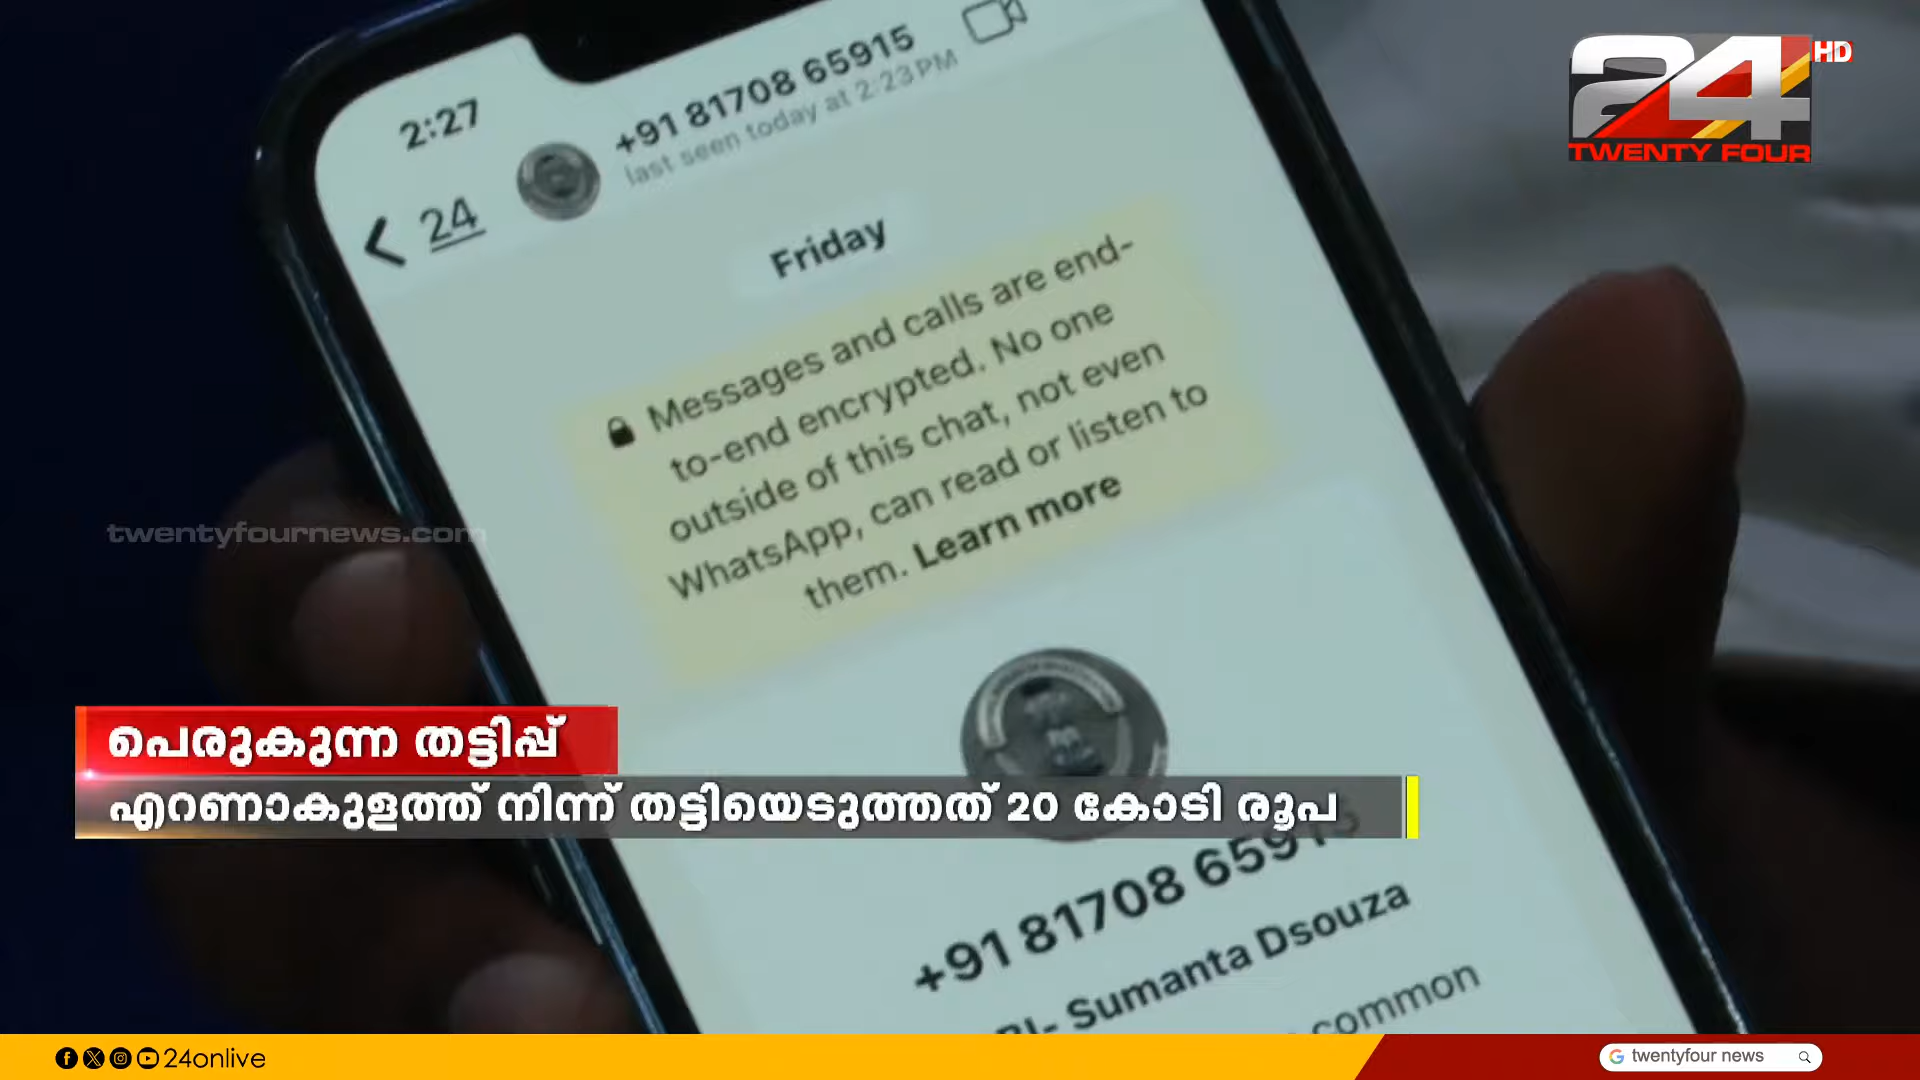 2:27
+91 81708 65915
last seen today at 2:23 PM
24
Friday
Messages and calls are end-
to-end encrypted. No one
outside of this chat, not even
WhatsApp, can read or listen to
them. Learn more
24 HD
TWENTY FOUR
twentyfournews.com
പെരുകുന്ന തട്ടിപ്പ്
എറണാകുളത്ത് നിന്ന് തട്ടിയെടുത്തത് 20 കോടി രൂപ
+91 81708 65915
Sumanta Dsouza
common
24onlive
twentyfour news